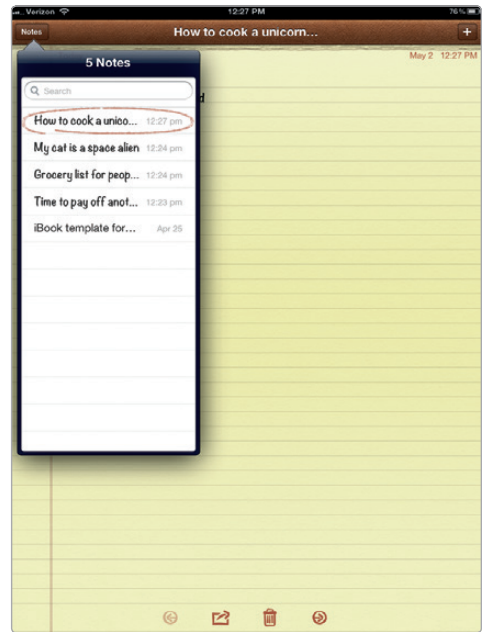 Verizon 12:27 PM 76%
Notes How to cook a unicorn... +
May 2 12:27 PM
5 Notes
Search
d
How to cook a unico... 12:27 pm
My cat is a space alien 12:24 pm
Grocery list for peop... 12:24 pm
Time to pay off anot... 12:23 pm
iBook template for... Apr 25